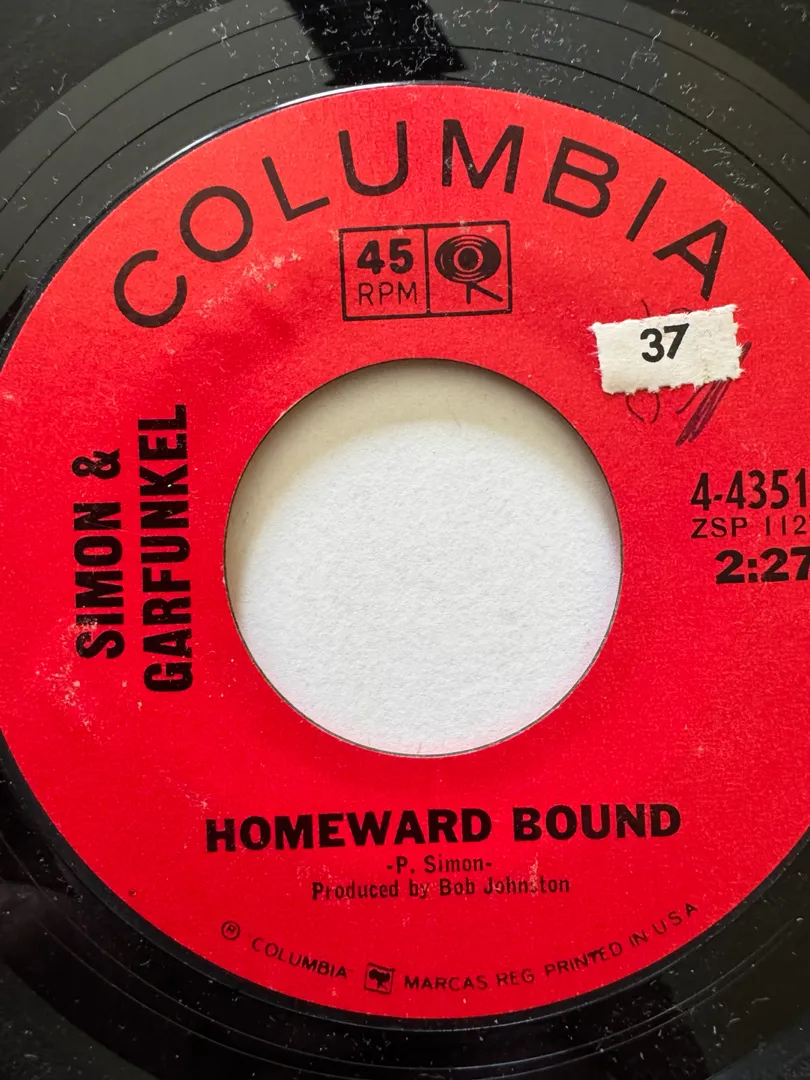 COLUMBIA
45
RPM
37
SIMON &
GARFUNKEL
4-4351
ZSP 112
2:27
HOMEWARD BOUND
-P. Simon-
Produced by Bob Johnston
® COLUMBIA MARCAS REG PRINTED IN U S A